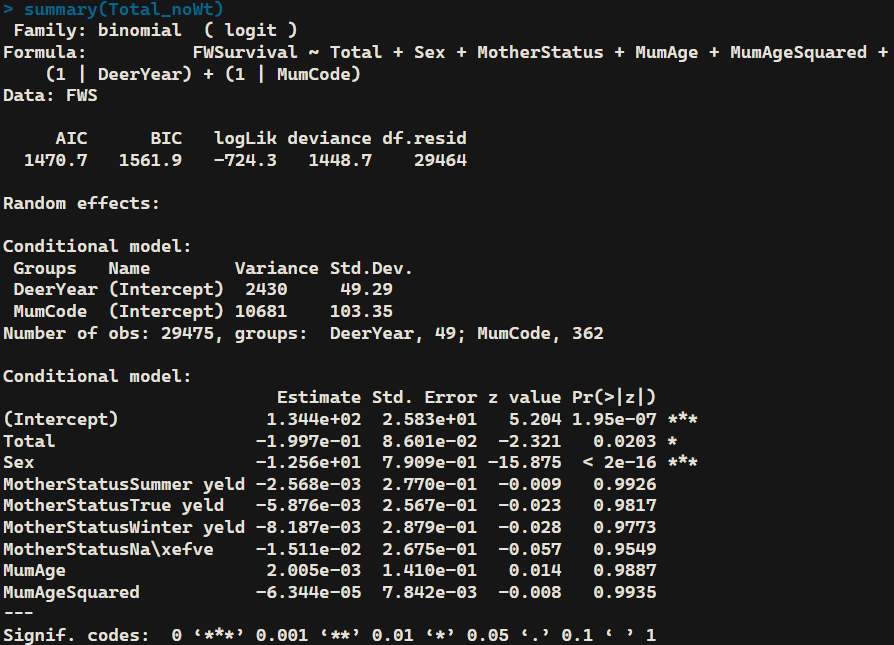 > summary(Total_noWt)
 Family: binomial  ( logit )
Formula:          FWSurvival ~ Total + Sex + MotherStatus + MumAge + MumAgeSquared +
    (1 | DeerYear) + (1 | MumCode)
Data: FWS

     AIC      BIC   logLik deviance df.resid
  1470.7   1561.9   -724.3   1448.7    29464

Random effects:

Conditional model:
 Groups   Name        Variance Std.Dev.
 DeerYear (Intercept)  2430     49.29
 MumCode  (Intercept) 10681    103.35
Number of obs: 29475, groups:  DeerYear, 49; MumCode, 362

Conditional model:
                          Estimate Std. Error z value Pr(>|z|)
(Intercept)              1.344e+02  2.583e+01   5.204 1.95e-07 ***
Total                   -1.997e-01  8.601e-02  -2.321   0.0203 *
Sex                     -1.256e+01  7.909e-01 -15.875  < 2e-16 ***
MotherStatusSummer yeld -2.568e-03  2.770e-01  -0.009   0.9926
MotherStatusTrue yeld   -5.876e-03  2.567e-01  -0.023   0.9817
MotherStatusWinter yeld -8.187e-03  2.879e-01  -0.028   0.9773
MotherStatusNa\xefve    -1.511e-02  2.675e-01  -0.057   0.9549
MumAge                   2.005e-03  1.410e-01   0.014   0.9887
MumAgeSquared           -6.344e-05  7.842e-03  -0.008   0.9935
---
Signif. codes:  0 ‘***’ 0.001 ‘**’ 0.01 ‘*’ 0.05 ‘.’ 0.1 ‘ ’ 1